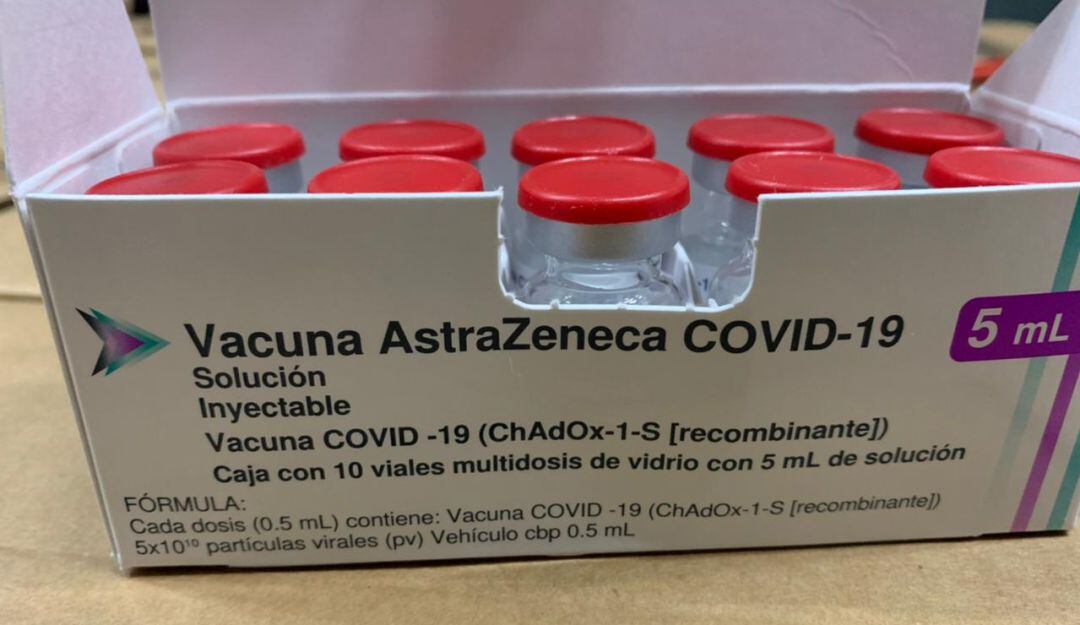 Vacuna AstraZeneca COVID-19
5 mL
Solución
Inyectable
Vacuna COVID -19 (ChAdOx-1-S [recombinante])
Caja con 10 viales multidosis de vidrio con 5 mL de solución
FÓRMULA:
Cada dosis (0.5 mL) contiene: Vacuna COVID -19 (ChAdOx-1-S [recombinante])
5x10¹⁰ partículas virales (pv) Vehículo cbp 0.5 mL